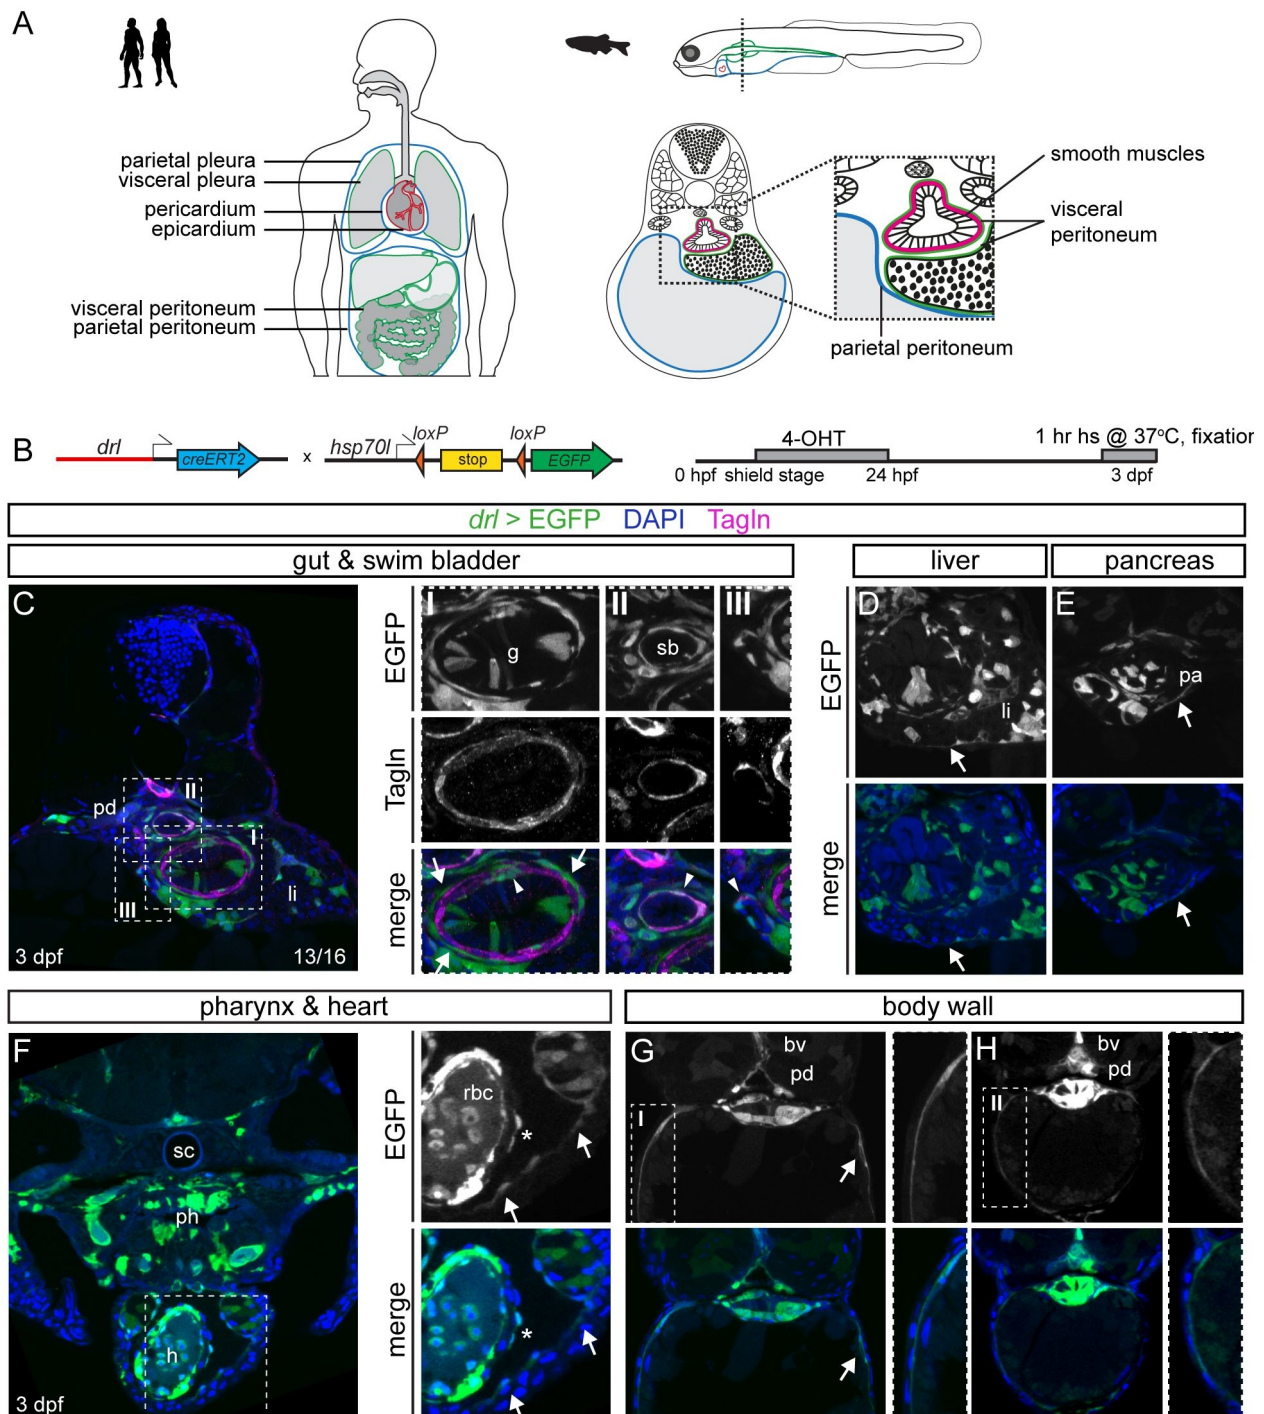 A
parietal pleura
visceral pleura
pericardium
epicardium
visceral peritoneum
parietal peritoneum
smooth muscles
visceral
peritoneum
parietal peritoneum
B
drl
creERT2
x
hsp70l
loxP
stop
loxP
EGFP
4-OHT
1 hr hs @ 37ºC, fixatior
0 hpf
shield stage
24 hpf
3 dpf
drl > EGFP DAPI Tagln
gut & swim bladder
liver
pancreas
C
pd
II
I
III
li
3 dpf
13/16
EGFP
Tagln
merge
I
g
II
sb
III
EGFP
merge
D
li
E
pa
pharynx & heart
body wall
F
sc
ph
h
3 dpf
EGFP
merge
rbc
*
*
G
bv
pd
I
H
bv
pd
II